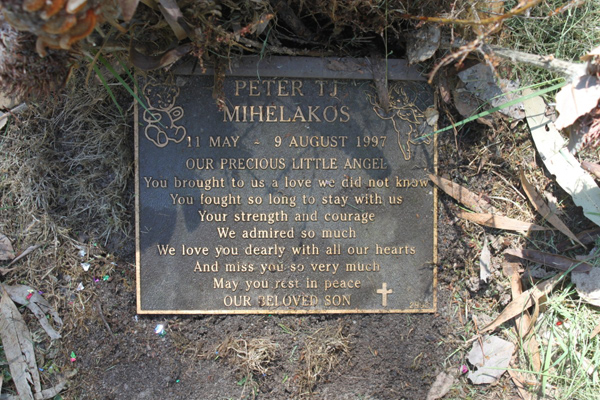 PETER TJ
MIHELAKOS
11 MAY - 9 AUGUST 1997
OUR PRECIOUS LITTLE ANGEL
You brought to us a love we did not know
You fought so long to stay with us
Your strength and courage
We admired so much
We love you dearly with all our hearts
And miss you so very much
May you rest in peace
OUR BELOVED SON